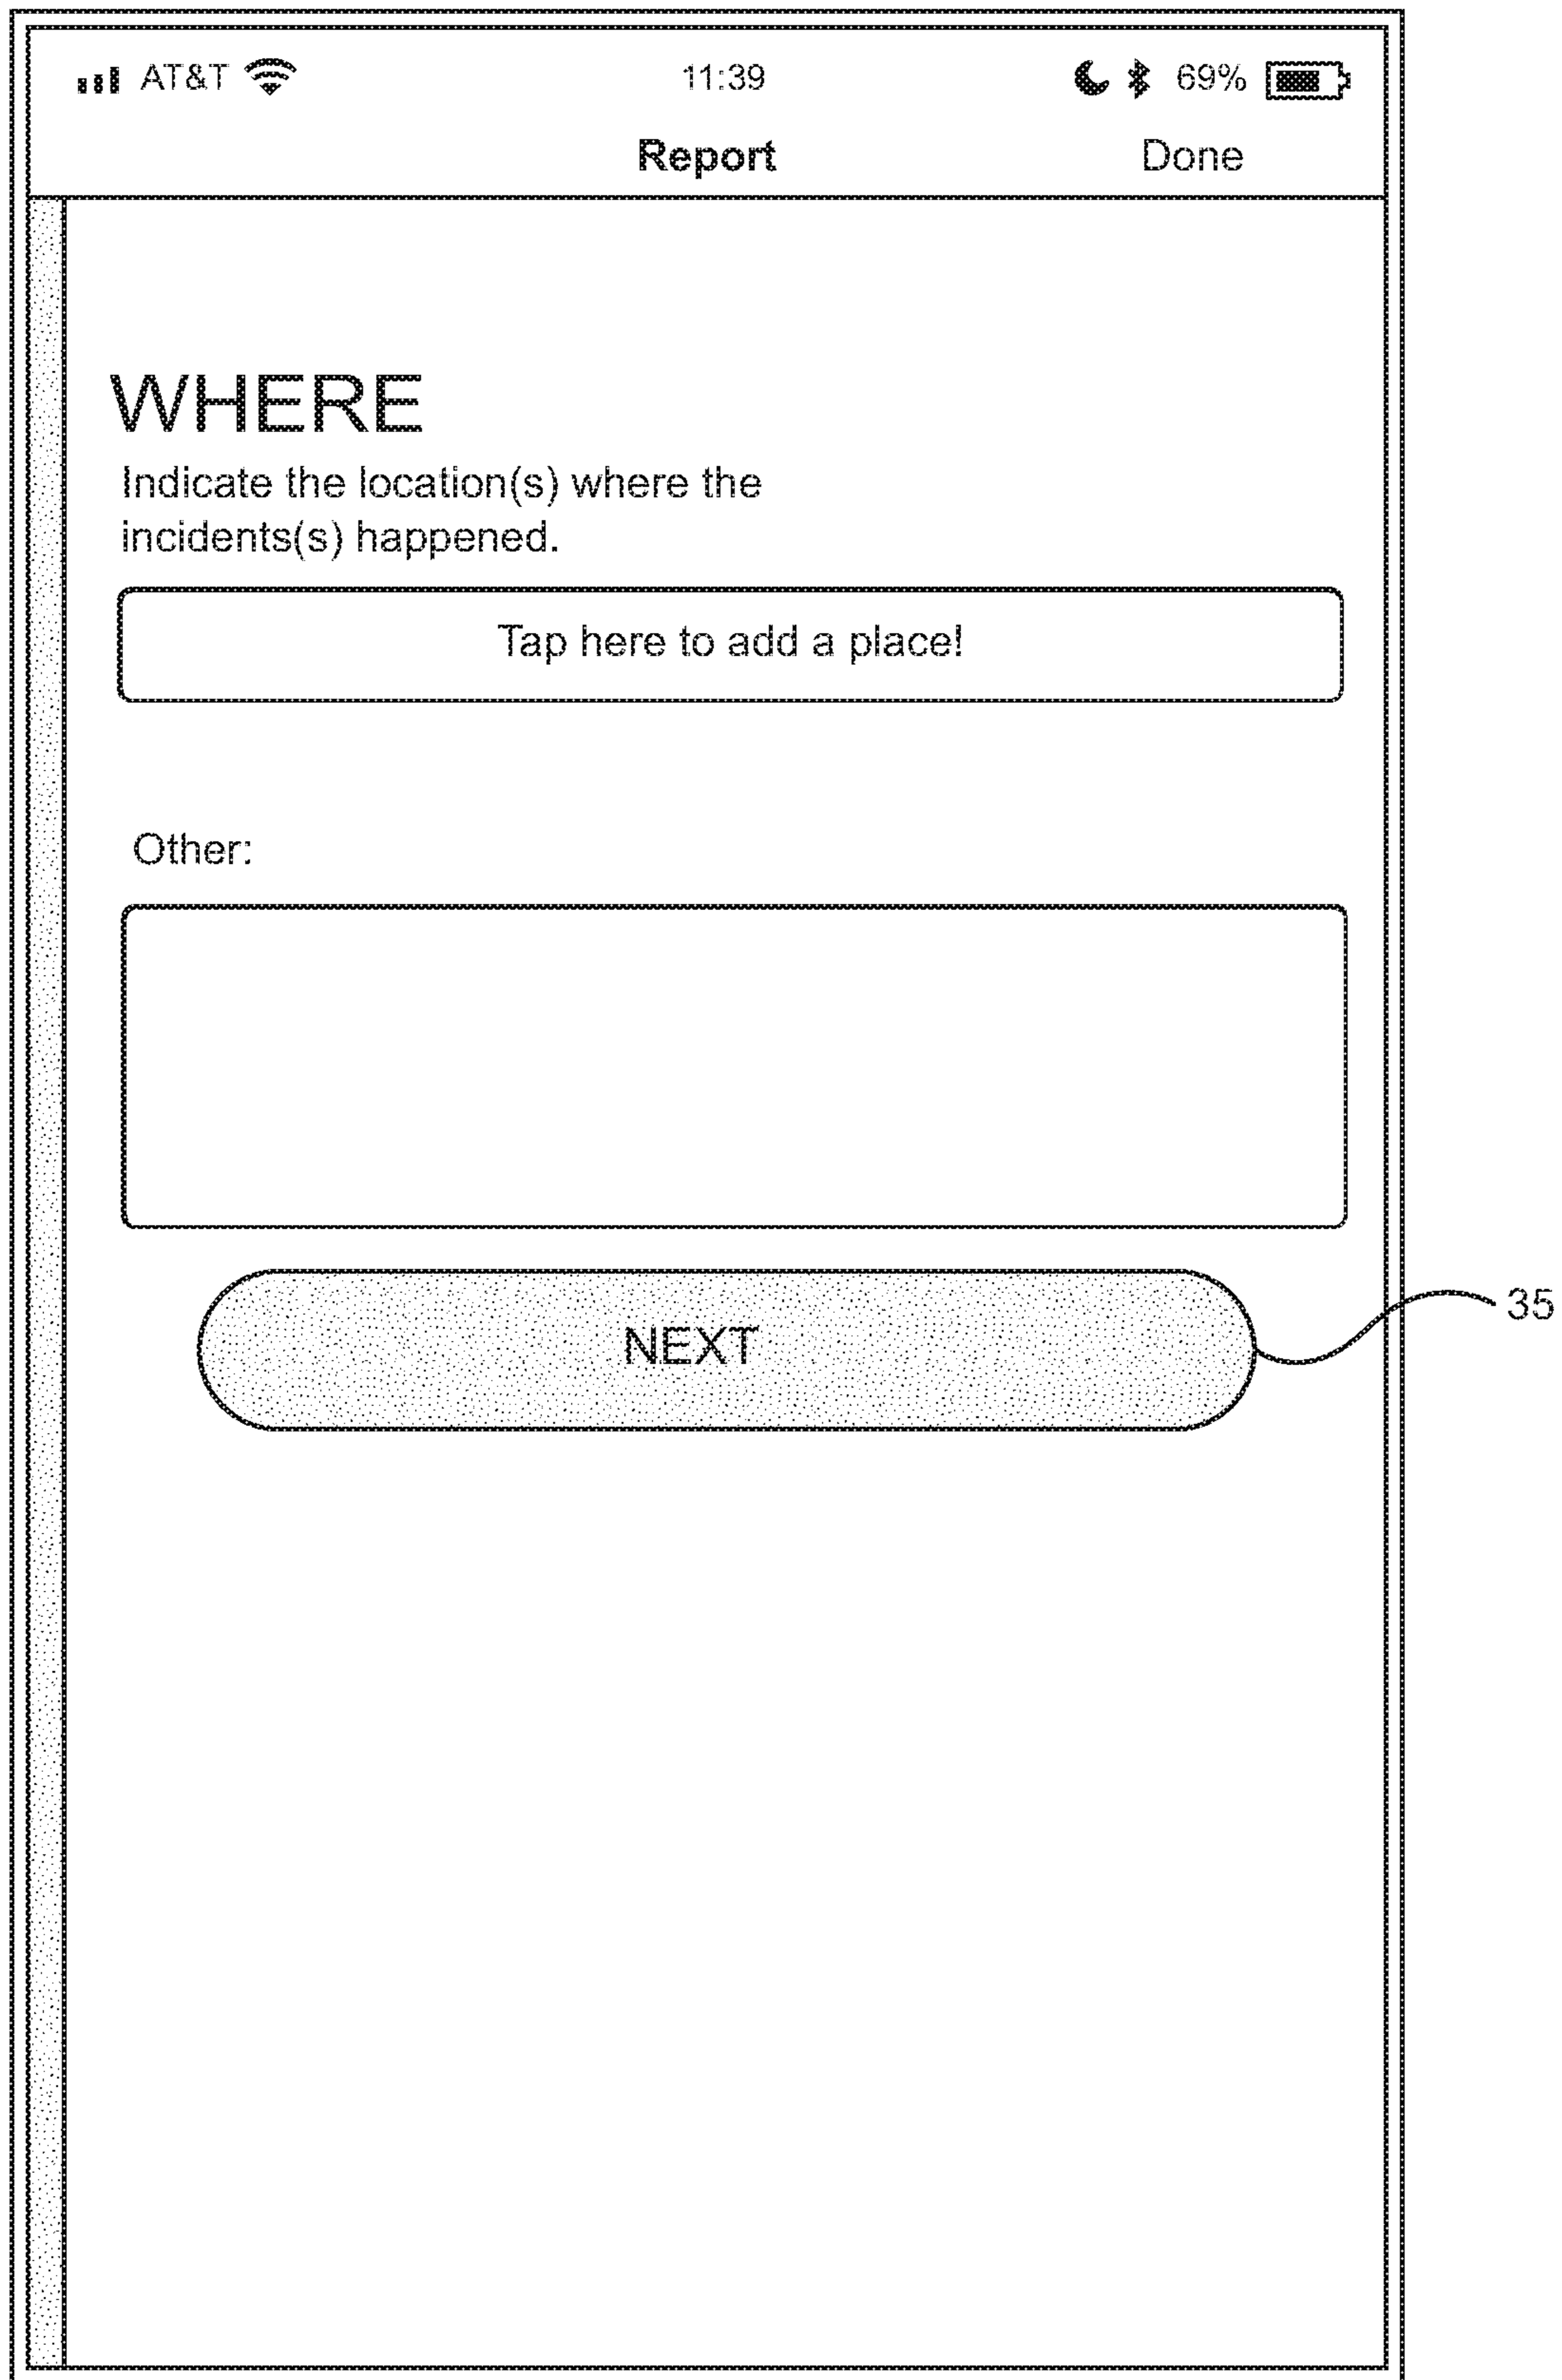 AT&T 11:39 69%
Report Done
WHERE
Indicate the location(s) where the
incidents(s) happened.
Tap here to add a place!
Other:
NEXT
35